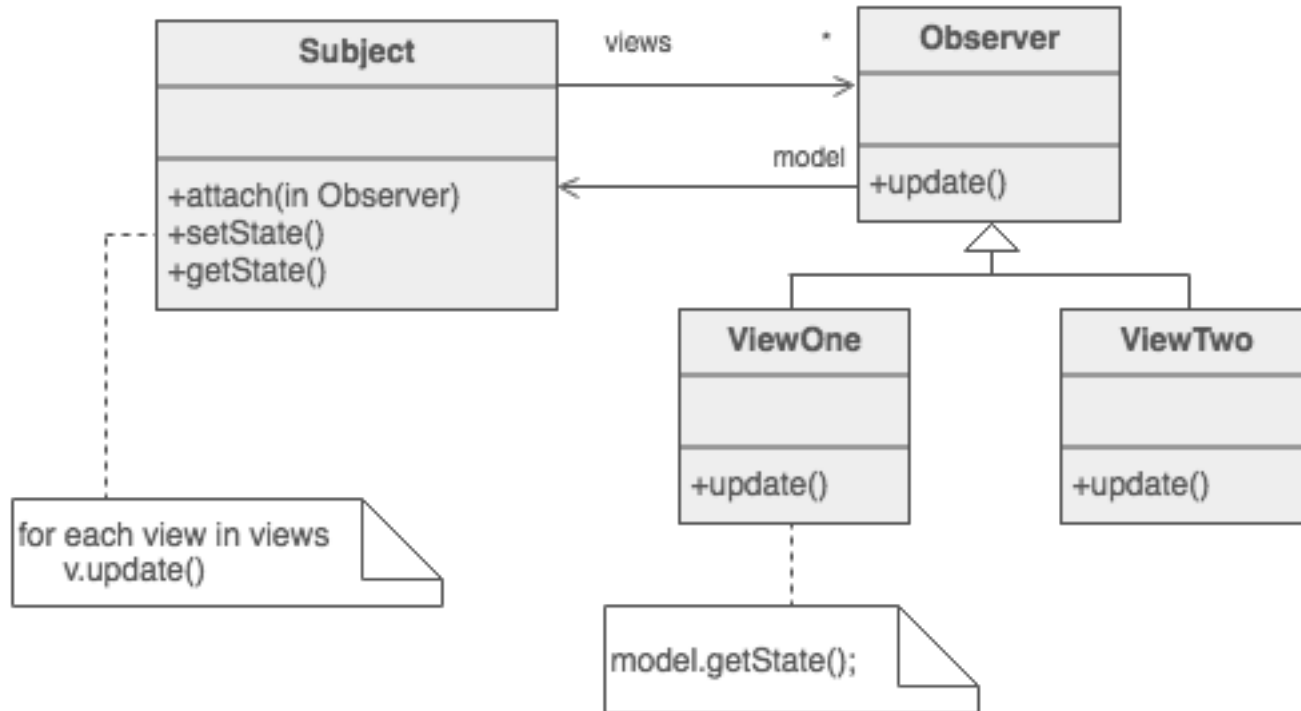 Subject
+attach(in Observer)
+setState()
+getState()
views
*
model
Observer
+update()
ViewOne
+update()
ViewTwo
+update()
for each view in views
v.update()
model.getState();